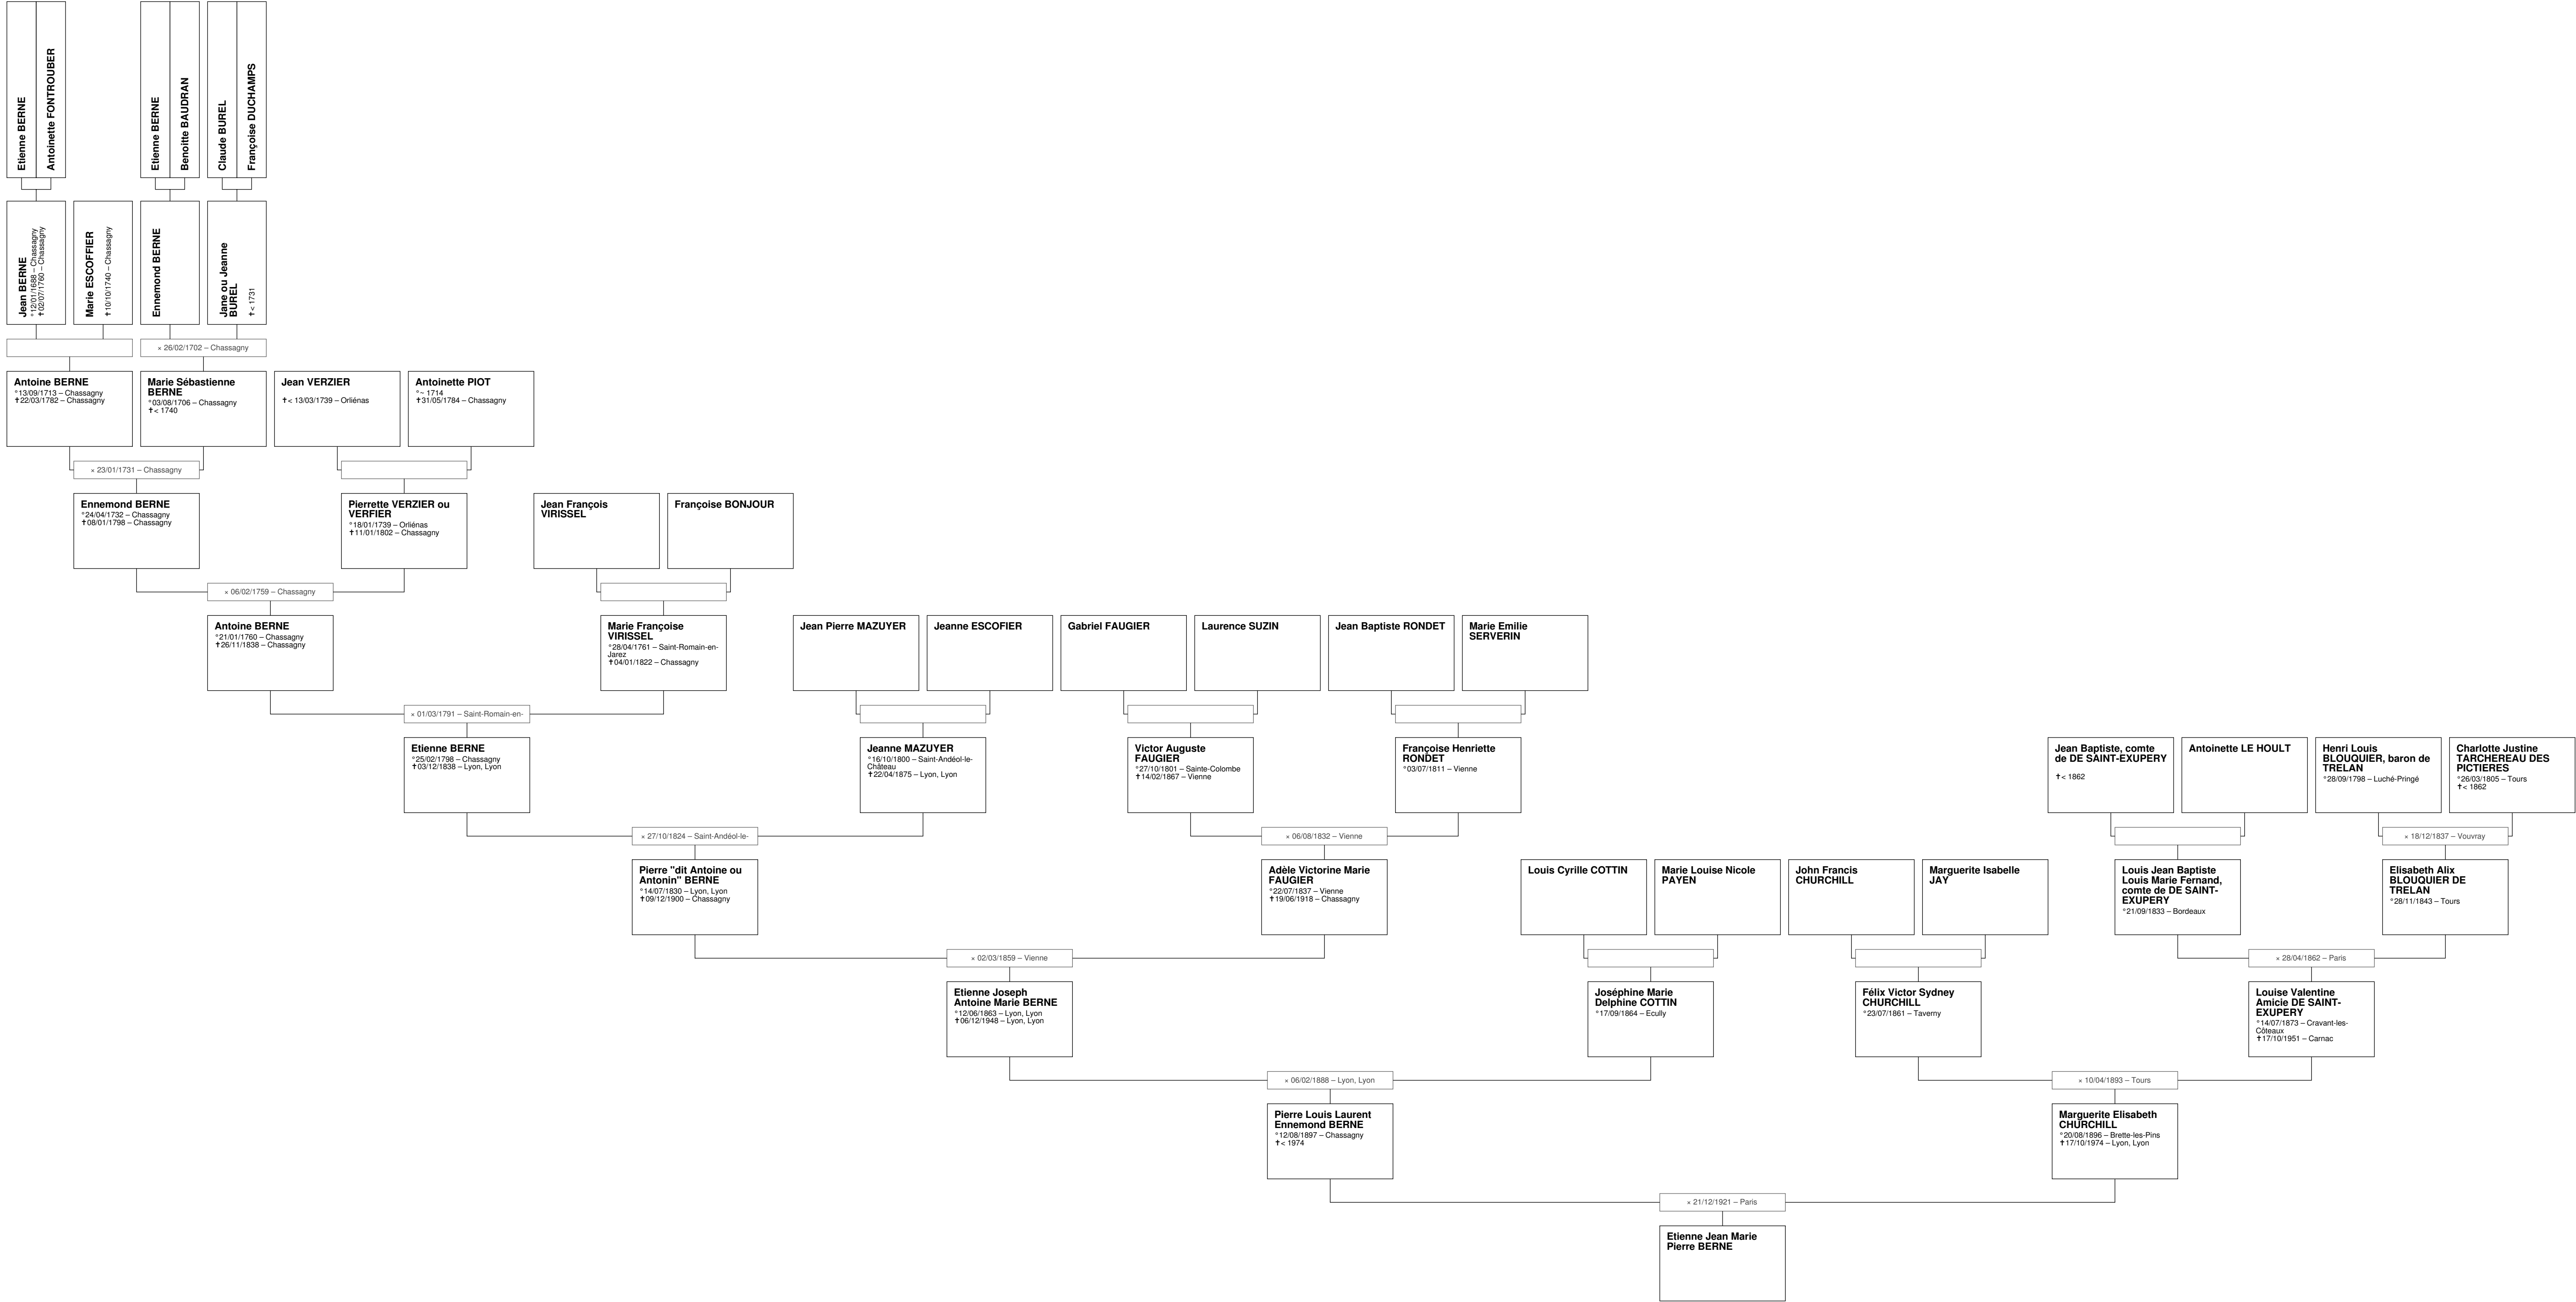 Etienne BERNE
Antoinette FONTROUBER
Etienne BERNE
Benoitte BAUDRAN
Claude BUREL
Françoise DUCHAMPS
Jean BERNE
°12/01/1688 – Chassagny
✝02/07/1760 – Chassagny
Marie ESCOFFIER
✝10/10/1740 – Chassagny
Ennemond BERNE
Jane ou Jeanne
BUREL
✝< 1731
× 26/02/1702 – Chassagny
Antoine BERNE
°13/09/1713 – Chassagny
✝22/03/1782 – Chassagny
Marie Sébastienne
BERNE
°03/08/1706 – Chassagny
✝< 1740
Jean VERZIER
✝< 13/03/1739 – Orliénas
Antoinette PIOT
°~ 1714
✝31/05/1784 – Chassagny
× 23/01/1731 – Chassagny
Ennemond BERNE
°24/04/1732 – Chassagny
✝08/01/1798 – Chassagny
Pierrette VERZIER ou
VERFIER
°18/01/1739 – Orliénas
✝11/01/1802 – Chassagny
Jean François
VIRISSEL
Françoise BONJOUR
× 06/02/1759 – Chassagny
Antoine BERNE
°21/01/1760 – Chassagny
✝26/11/1838 – Chassagny
Marie Françoise
VIRISSEL
°28/04/1761 – Saint-Romain-en-
Jarez
✝04/01/1822 – Chassagny
Jean Pierre MAZUYER
Jeanne ESCOFIER
Gabriel FAUGIER
Laurence SUZIN
Jean Baptiste RONDET
Marie Emilie
SERVERIN
× 01/03/1791 – Saint-Romain-en-
Etienne BERNE
°25/02/1798 – Chassagny
✝03/12/1838 – Lyon, Lyon
Jeanne MAZUYER
°16/10/1800 – Saint-Andéol-le-
Château
✝22/04/1875 – Lyon, Lyon
Victor Auguste
FAUGIER
°27/10/1801 – Sainte-Colombe
✝14/02/1867 – Vienne
Françoise Henriette
RONDET
°03/07/1811 – Vienne
Jean Baptiste, comte
de DE SAINT-EXUPERY
✝< 1862
Antoinette LE HOULT
Henri Louis
BLOUQUIER, baron de
TRELAN
°28/09/1798 – Luché-Pringé
Charlotte Justine
TARCHEREAU DES
PICTIERES
°26/03/1805 – Tours
✝< 1862
× 27/10/1824 – Saint-Andéol-le-
× 06/08/1832 – Vienne
× 18/12/1837 – Vouvray
Pierre "dit Antoine ou
Antonin" BERNE
°14/07/1830 – Lyon, Lyon
✝09/12/1900 – Chassagny
Adèle Victorine Marie
FAUGIER
°22/07/1837 – Vienne
✝19/06/1918 – Chassagny
Louis Cyrille COTTIN
Marie Louise Nicole
PAYEN
John Francis
CHURCHILL
Marguerite Isabelle
JAY
Louis Jean Baptiste
Louis Marie Fernand,
comte de DE SAINT-
EXUPERY
°21/09/1833 – Bordeaux
Elisabeth Alix
BLOUQUIER DE
TRELAN
°28/11/1843 – Tours
× 02/03/1859 – Vienne
× 28/04/1862 – Paris
Etienne Joseph
Antoine Marie BERNE
°12/06/1863 – Lyon, Lyon
✝06/12/1948 – Lyon, Lyon
Joséphine Marie
Delphine COTTIN
°17/09/1864 – Ecully
Félix Victor Sydney
CHURCHILL
°23/07/1861 – Taverny
Louise Valentine
Amicie DE SAINT-
EXUPERY
°14/07/1873 – Cravant-les-
Côteaux
✝17/10/1951 – Carnac
× 06/02/1888 – Lyon, Lyon
× 10/04/1893 – Tours
Pierre Louis Laurent
Ennemond BERNE
°12/08/1897 – Chassagny
✝< 1974
Marguerite Elisabeth
CHURCHILL
°20/08/1896 – Brette-les-Pins
✝17/10/1974 – Lyon, Lyon
× 21/12/1921 – Paris
Etienne Jean Marie
Pierre BERNE